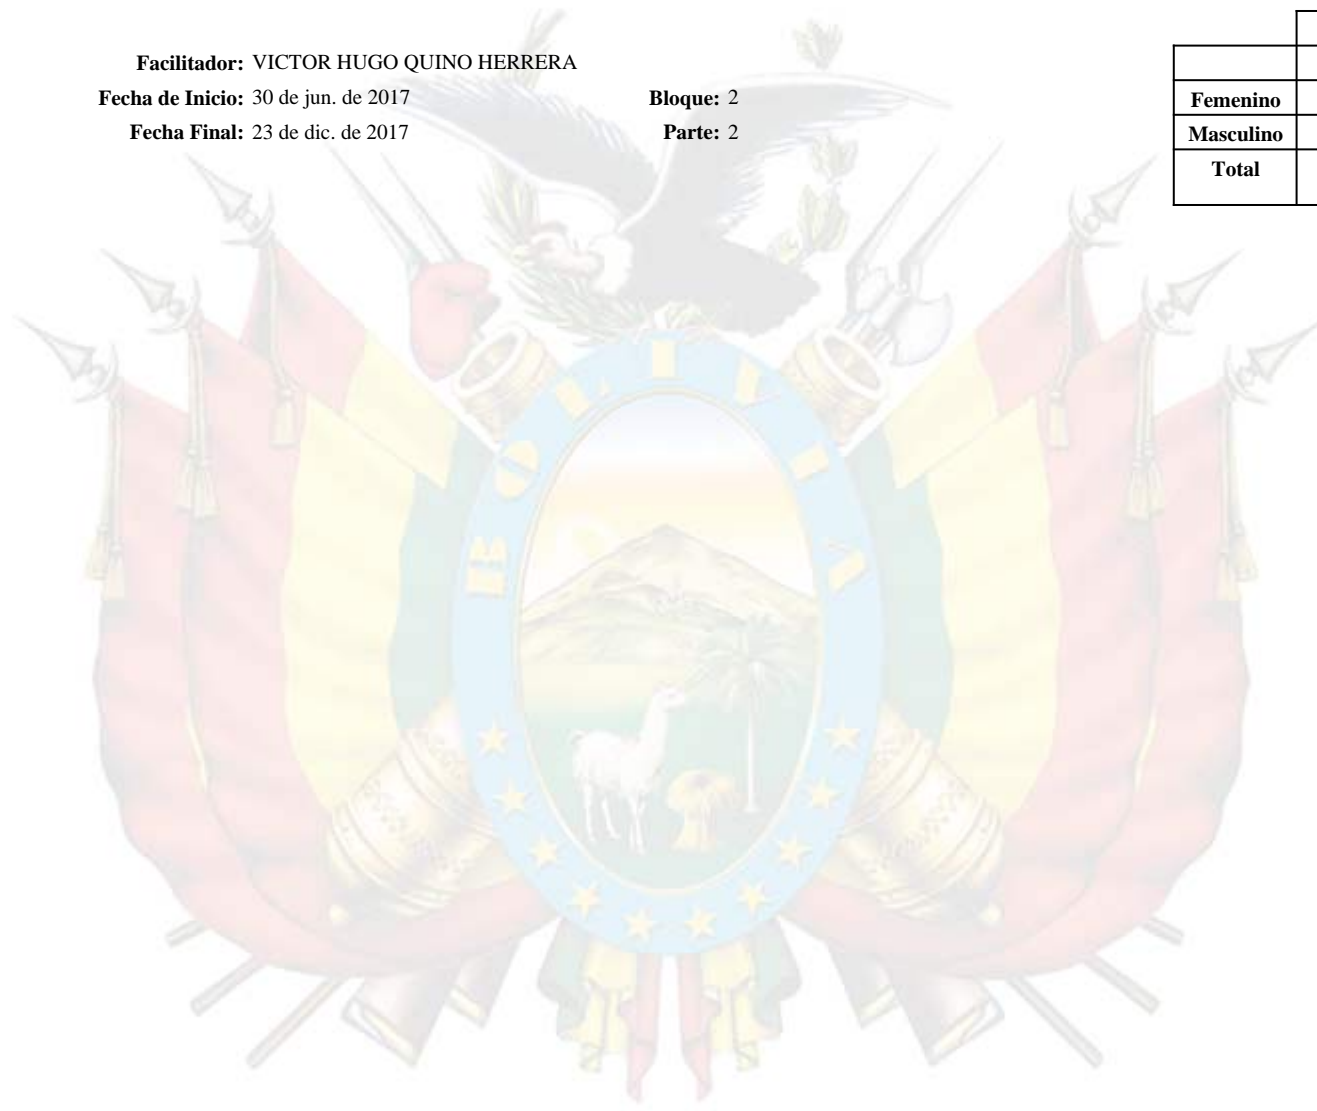 Facilitador: VICTOR HUGO QUINO HERRERA
Fecha de Inicio: 30 de jun. de 2017 Bloque: 2
Fecha Final: 23 de dic. de 2017 Parte: 2
Femenino
Masculino
Total
BOLIVIA